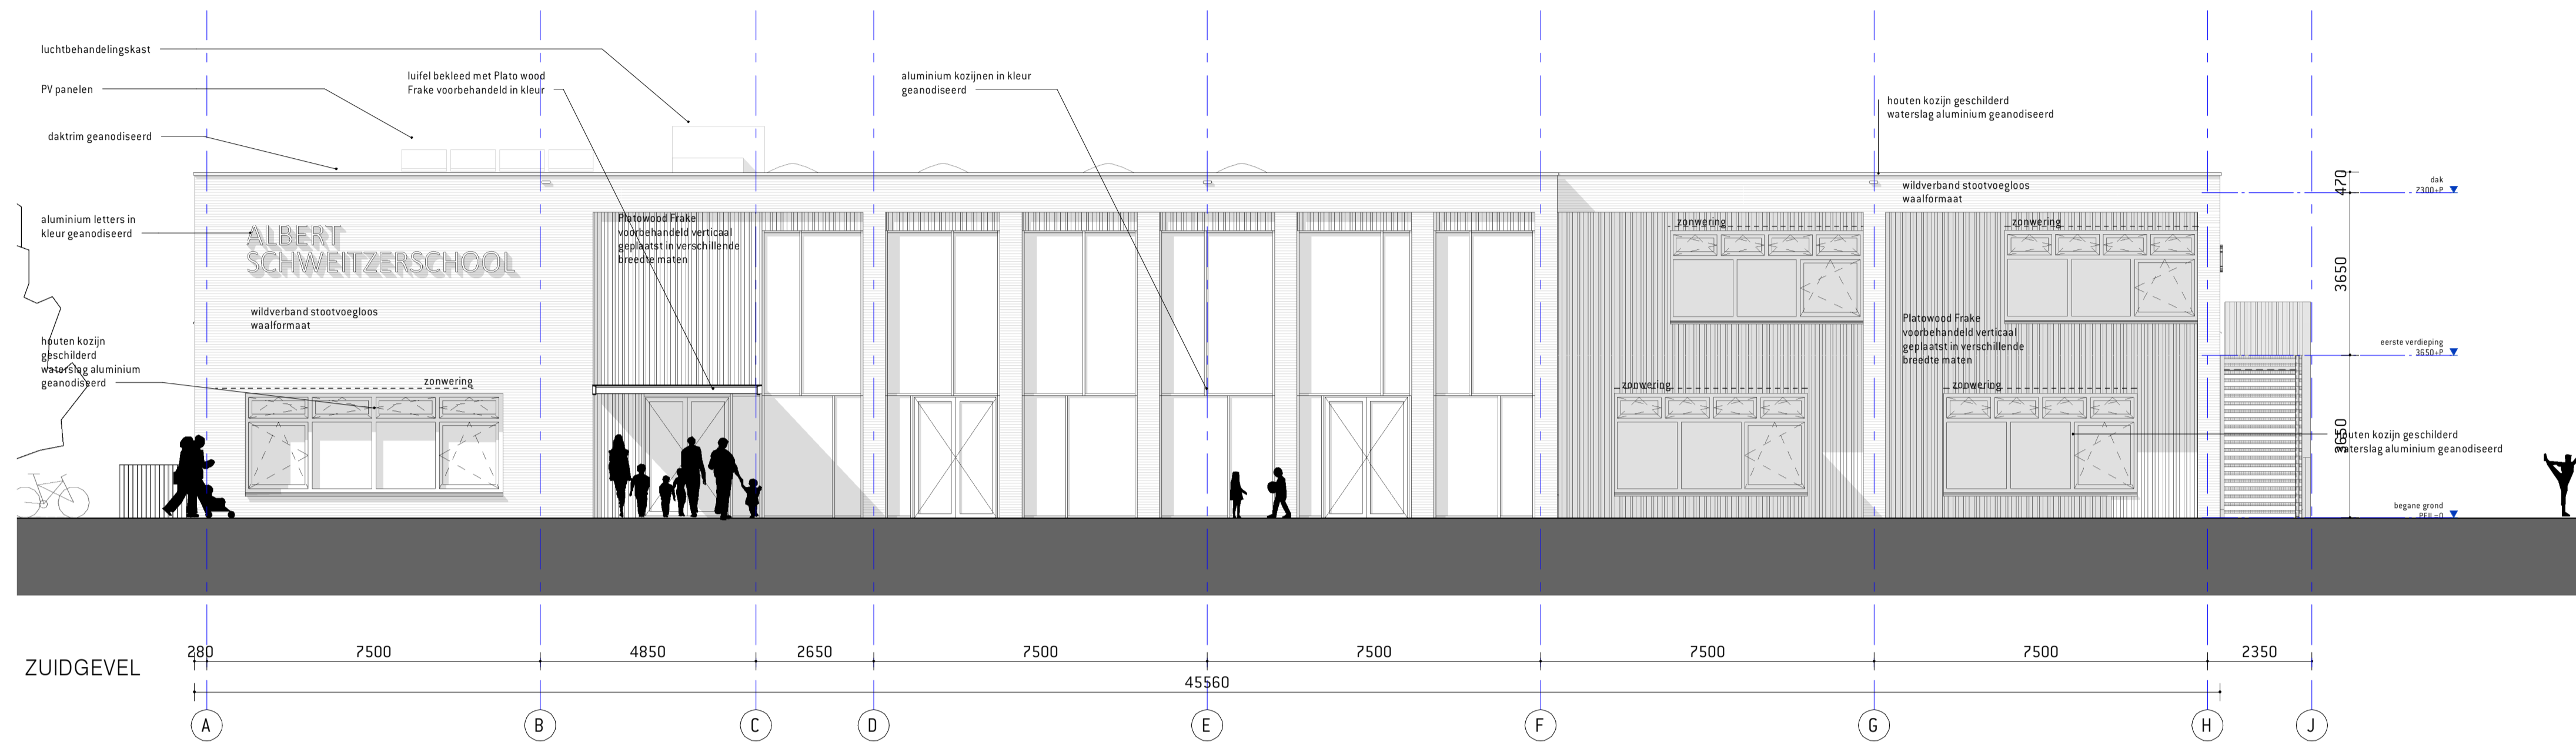 luchtbehandelingskast
PV panelen
daktrim geanodiseerd
luifel bekleed met Plato wood
Frake voorbehandeld in kleur
aluminium kozijnen in kleur
geanodiseerd
houten kozijn geschilderd
waterslag aluminium geanodiseerd
aluminium letters in
kleur geanodiseerd
ALBERT
SCHWEITZERSCHOOL
wildverband stootvoegloos
waalformaat
houten kozijn
geschilderd
waterslag aluminium
geanodiseerd
zonwering
Platowood Frake
voorbehandeld verticaal
geplaatst in verschillende
breedte maten
wildverband stootvoegloos
waalformaat
zonwering
zonwering
Platowood Frake
voorbehandeld verticaal
geplaatst in verschillende
breedte maten
zonwering
zonwering
470
dak
7300+P
3650
eerste verdieping
3650+P
3650
houten kozijn geschilderd
waterslag aluminium geanodiseerd
begane grond
PEIL=0
ZUIDGEVEL
280 7500 4850 2650 7500 7500 7500 7500 2350
45560
A B C D E F G H J